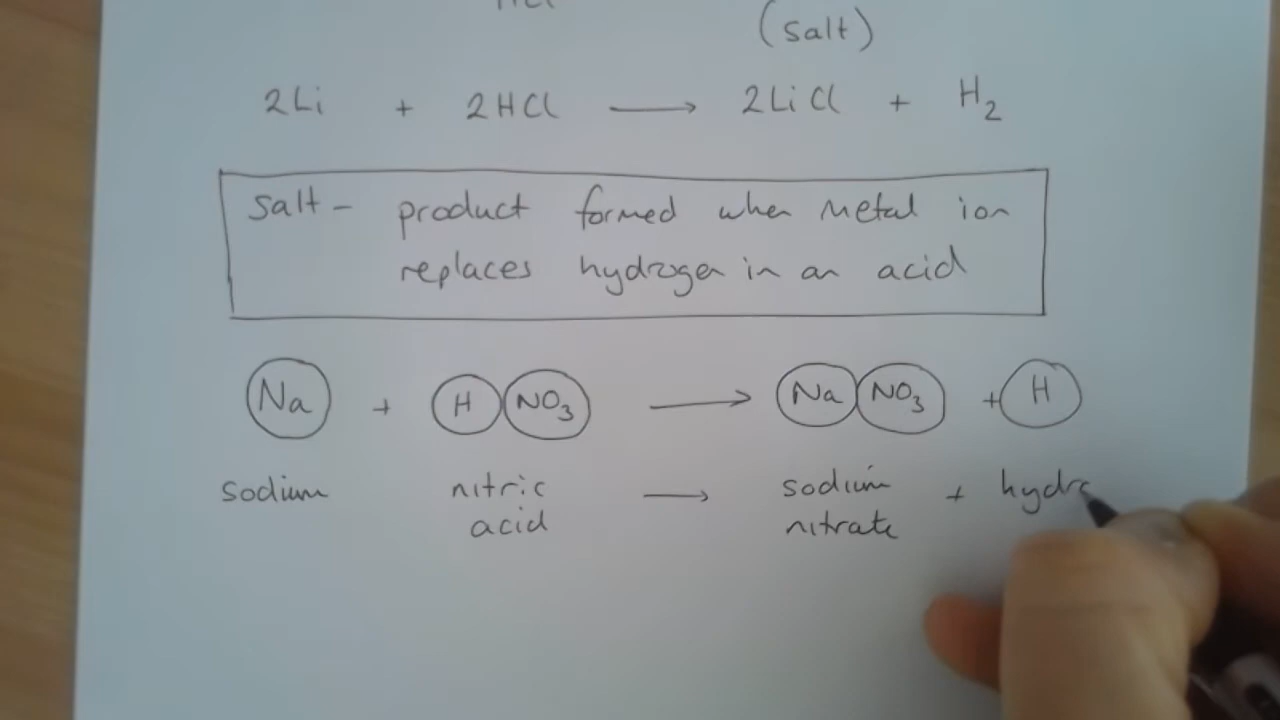 (salt)
2Li + 2HCl ⟶ 2LiCl + H₂
salt - product formed when metal ion
replaces hydrogen in an acid
Na + H NO₃ ⟶ Na NO₃ + H
sodium nitric ⟶ sodium + hydro
acid nitrate